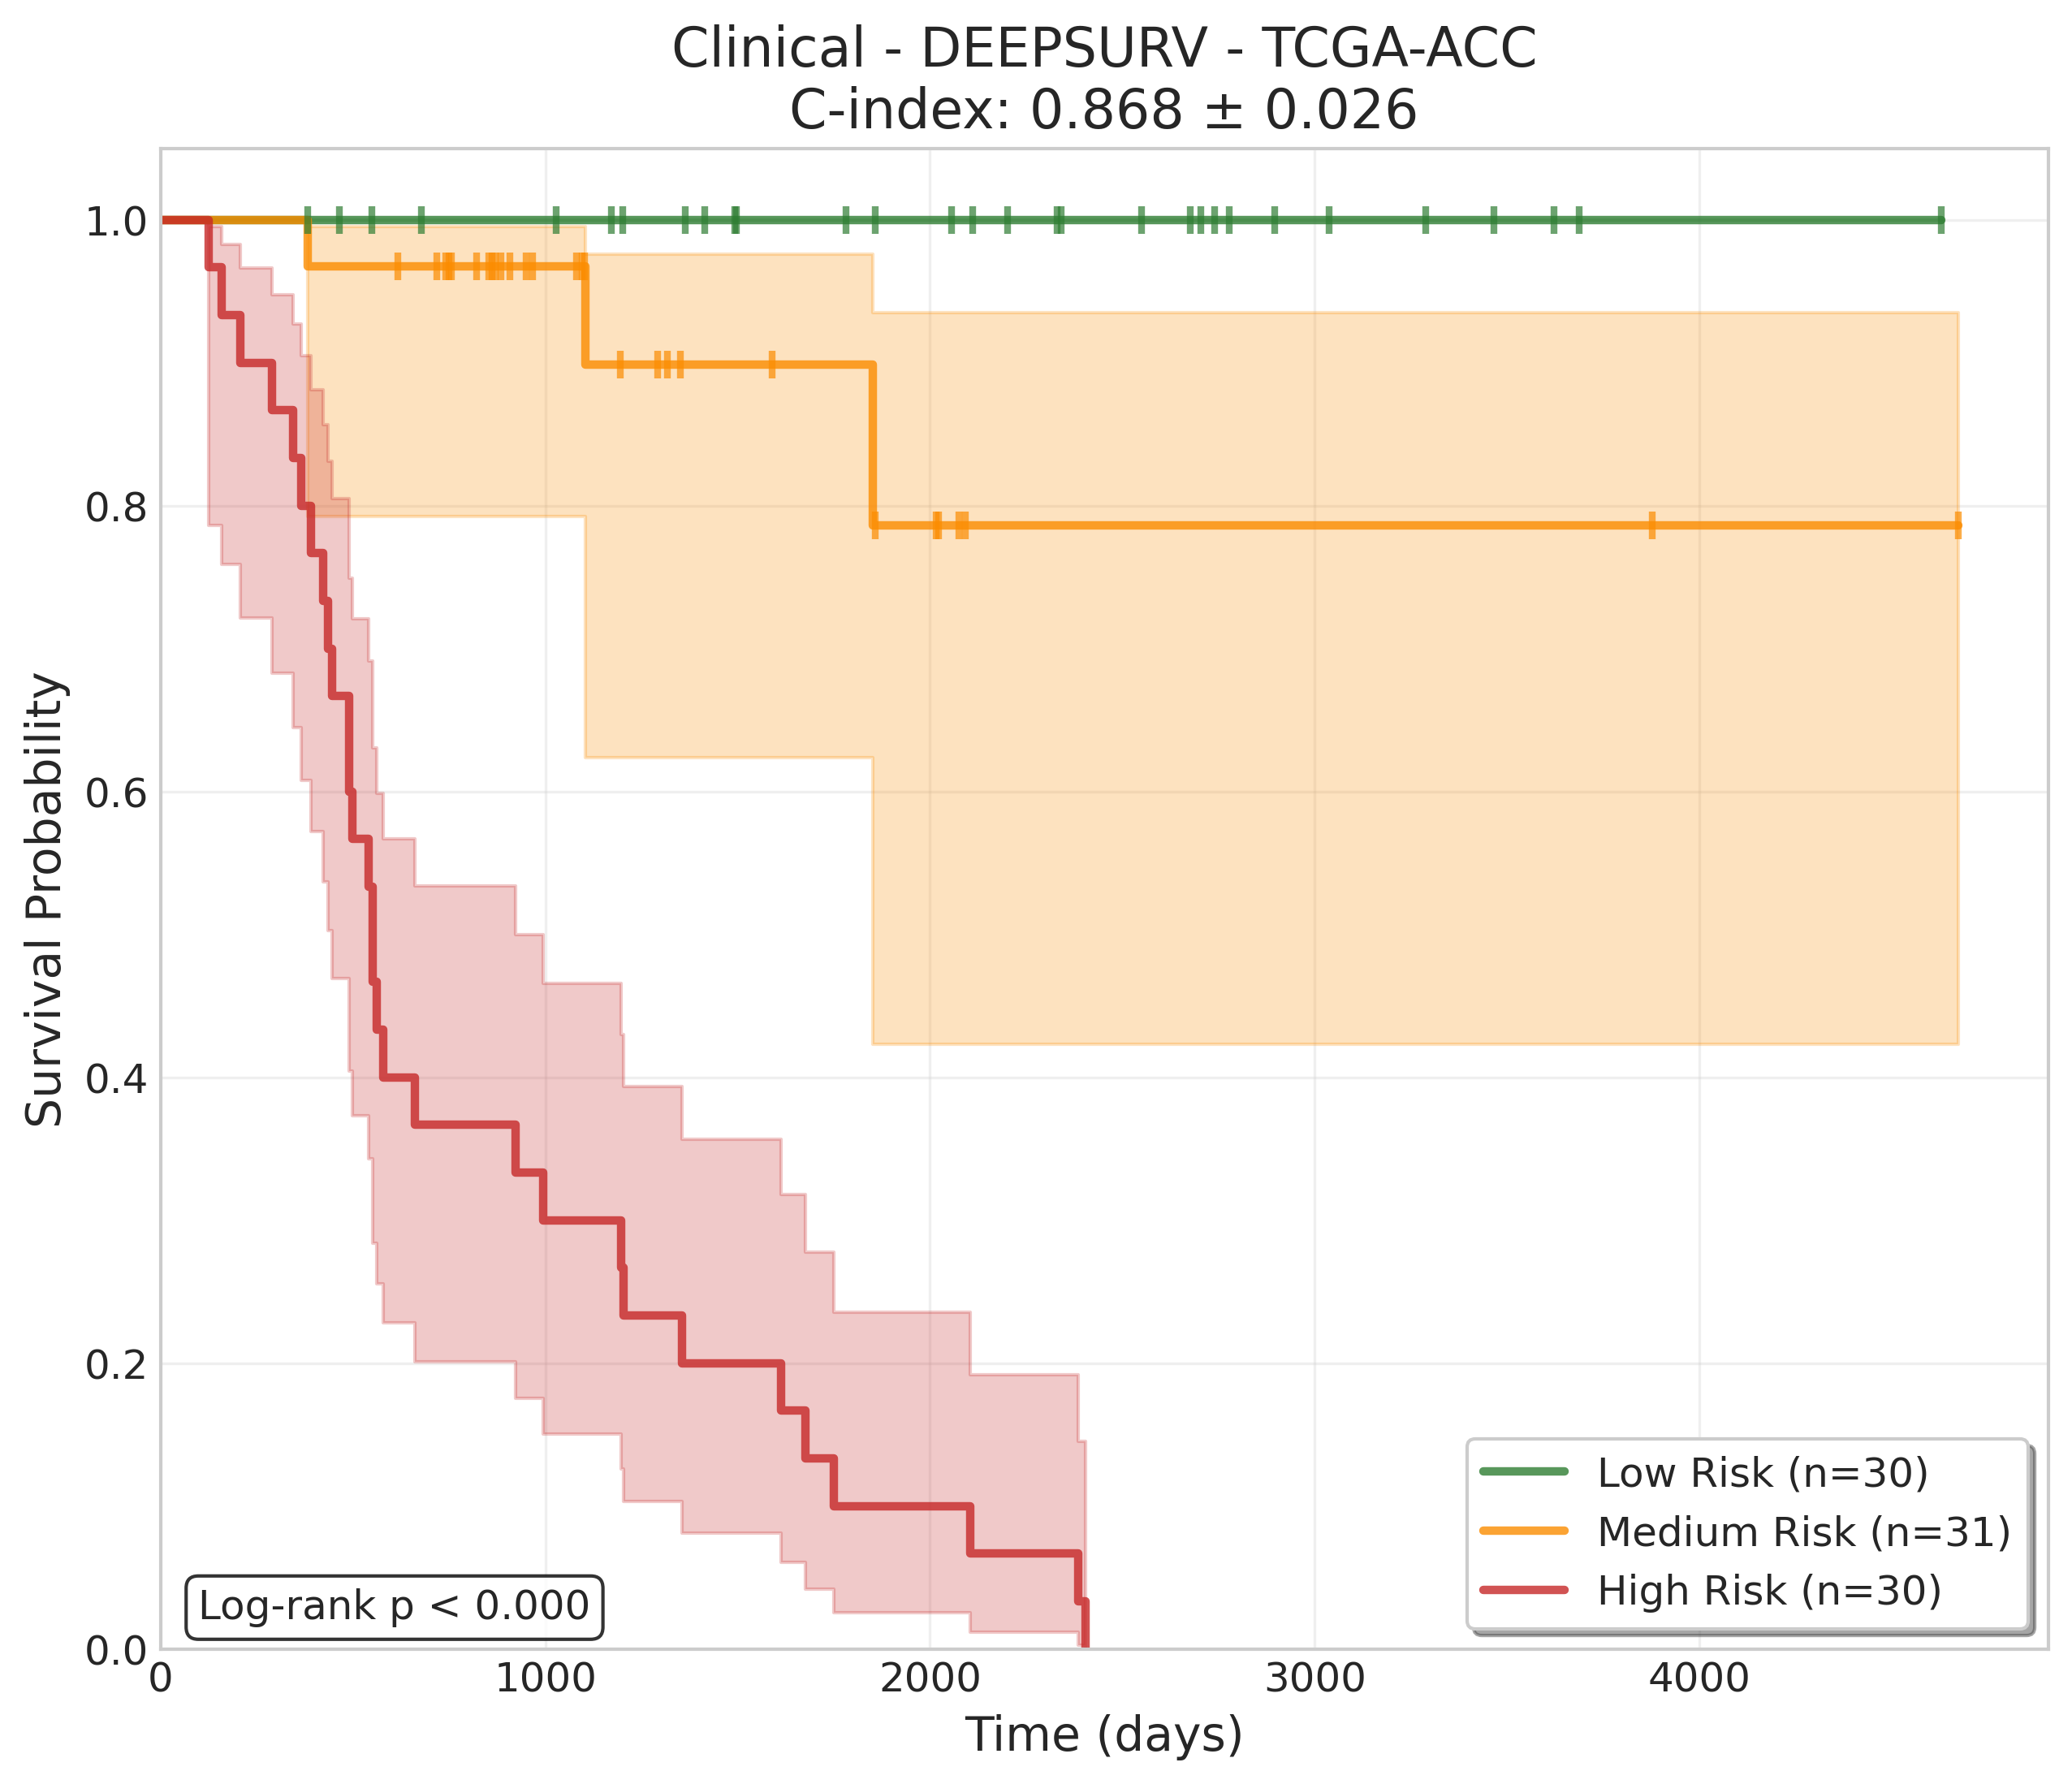 Clinical - DEEPSURV - TCGA-ACC
C-index: 0.868 ± 0.026
Survival Probability
1.0
0.8
0.6
0.4
0.2
0.0
Log-rank p < 0.000
Low Risk (n=30)
Medium Risk (n=31)
High Risk (n=30)
0 1000 2000 3000 4000
Time (days)